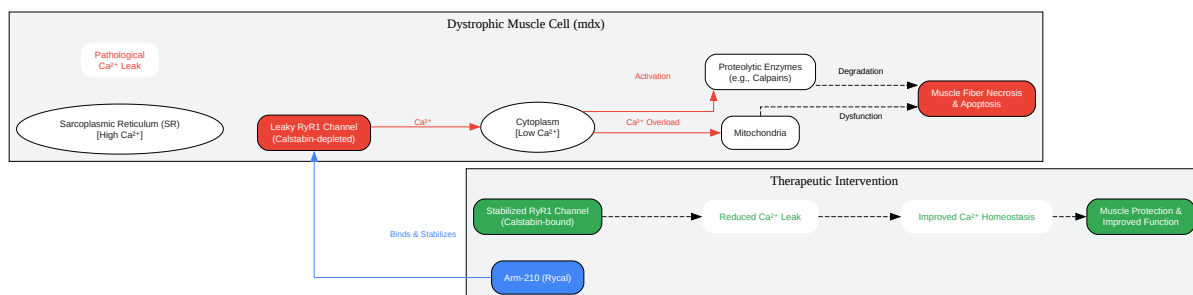 Dystrophic Muscle Cell (mdx)
Pathological
Ca²⁺ Leak
Sarcoplasmic Reticulum (SR)
[High Ca²⁺]
Leaky RyR1 Channel
(Calstabin-depleted)
Ca²⁺
Cytoplasm
[Low Ca²⁺]
Activation
Ca²⁺ Overload
Proteolytic Enzymes
(e.g., Calpains)
Mitochondria
Degradation
Dysfunction
Muscle Fiber Necrosis
& Apoptosis
Therapeutic Intervention
Stabilized RyR1 Channel
(Calstabin-bound)
Reduced Ca²⁺ Leak
Improved Ca²⁺ Homeostasis
Muscle Protection &
Improved Function
Binds & Stabilizes
Arm-210 (Rycal)